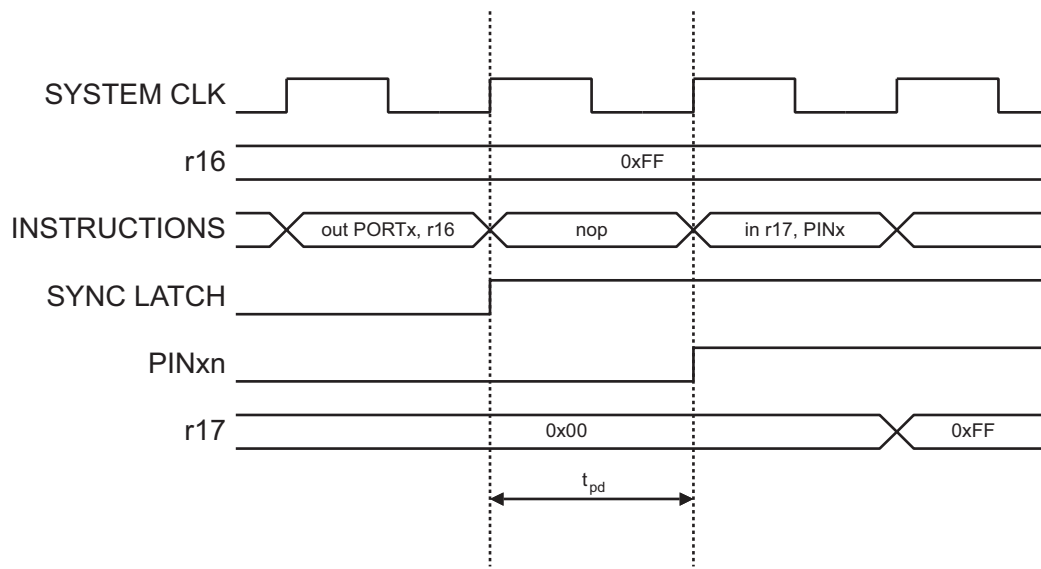 SYSTEM CLK
r16
0xFF
INSTRUCTIONS
out PORTx, r16
nop
in r17, PINx
SYNC LATCH
PINxn
r17
0x00
0xFF
tpd